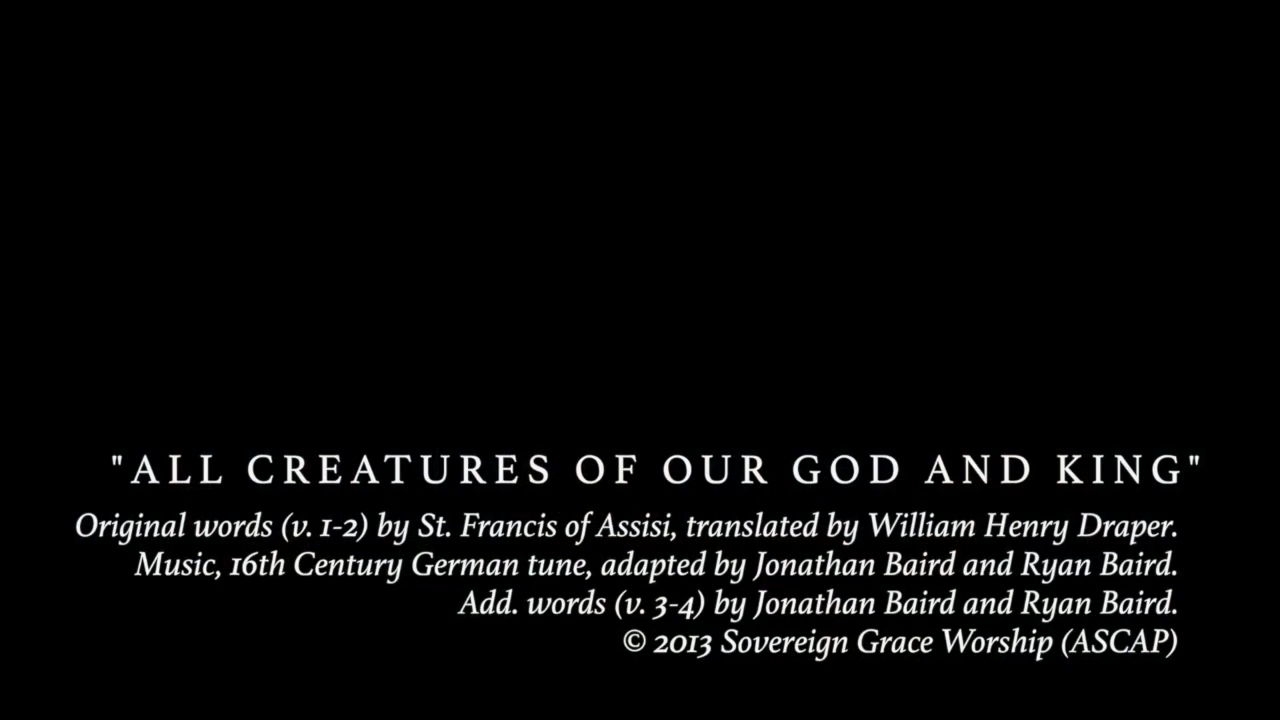 "ALL CREATURES OF OUR GOD AND KING"
Original words (v. 1-2) by St. Francis of Assisi, translated by William Henry Draper.
Music, 16th Century German tune, adapted by Jonathan Baird and Ryan Baird.
Add. words (v. 3-4) by Jonathan Baird and Ryan Baird.
© 2013 Sovereign Grace Worship (ASCAP)